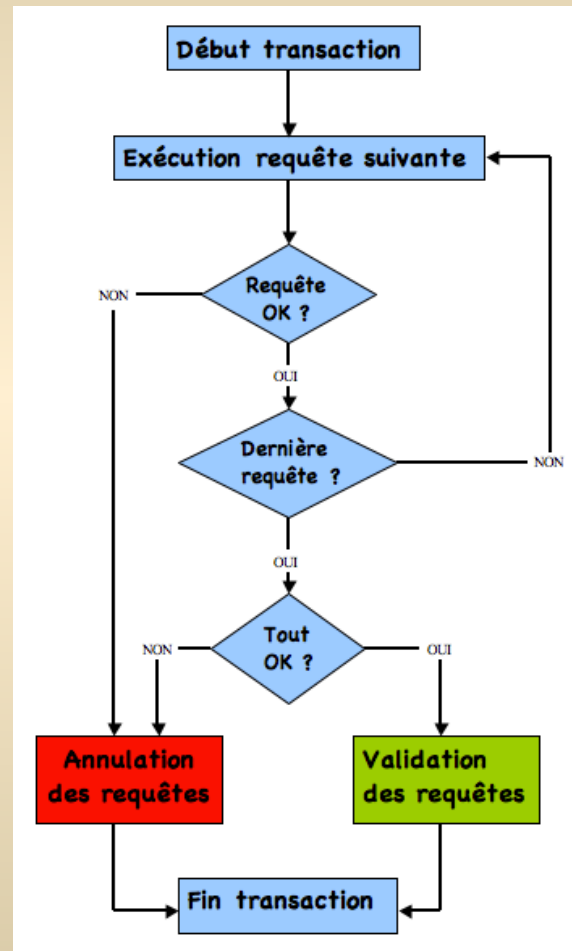 Début transaction
Exécution requête suivante
Requête
OK ?
NON
OUI
Dernière
requête ?
NON
OUI
Tout
OK ?
NON
OUI
Annulation
des requêtes
Validation
des requêtes
Fin transaction